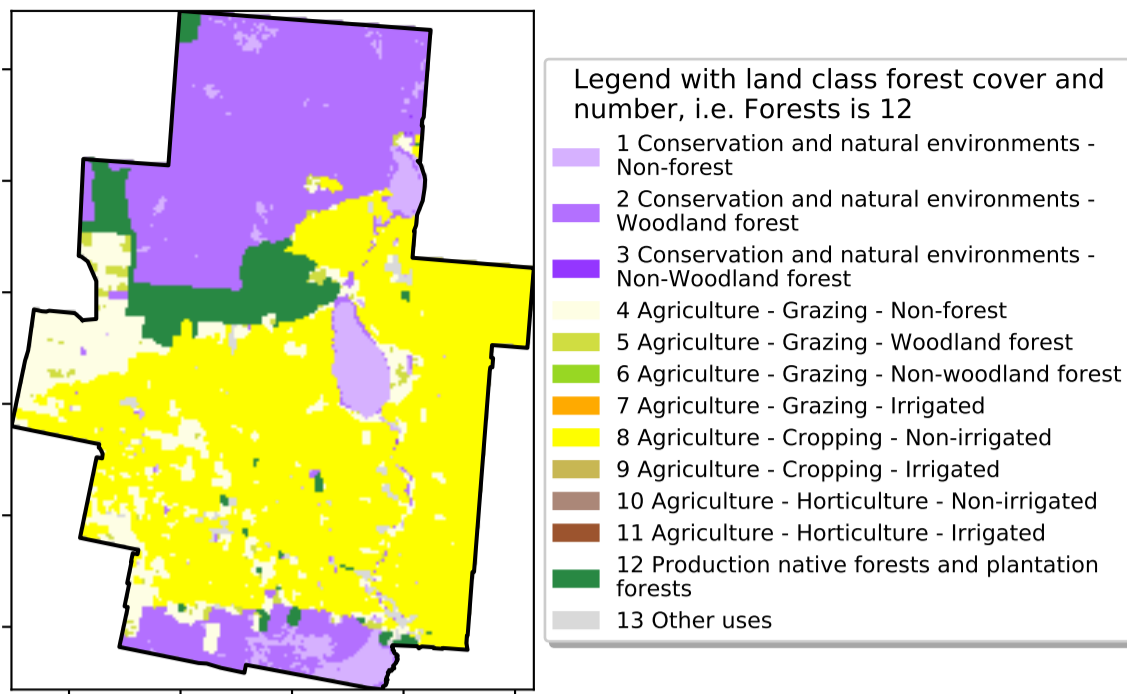 Legend with land class forest cover and
number, i.e. Forests is 12
1 Conservation and natural environments -
Non-forest
2 Conservation and natural environments -
Woodland forest
3 Conservation and natural environments -
Non-Woodland forest
4 Agriculture - Grazing - Non-forest
5 Agriculture - Grazing - Woodland forest
6 Agriculture - Grazing - Non-woodland forest
7 Agriculture - Grazing - Irrigated
8 Agriculture - Cropping - Non-irrigated
9 Agriculture - Cropping - Irrigated
10 Agriculture - Horticulture - Non-irrigated
11 Agriculture - Horticulture - Irrigated
12 Production native forests and plantation
forests
13 Other uses